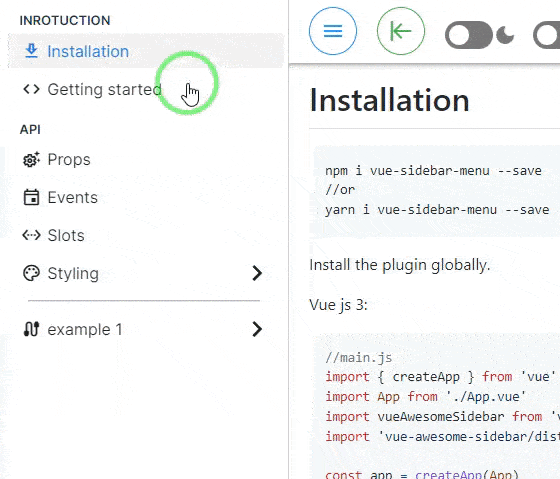 INROTUCTION
Installation
Getting started
API
Props
Events
Slots
Styling
example 1
Installation
npm i vue-sidebar-menu --save
//or
yarn i vue-sidebar-menu --save
Install the plugin globally.
Vue js 3:
//main.js
import { createApp } from 'vue'
import App from './App.vue'
import vueAwesomeSidebar from 'v
import 'vue-awesome-sidebar/dist
const app = createApp(App)